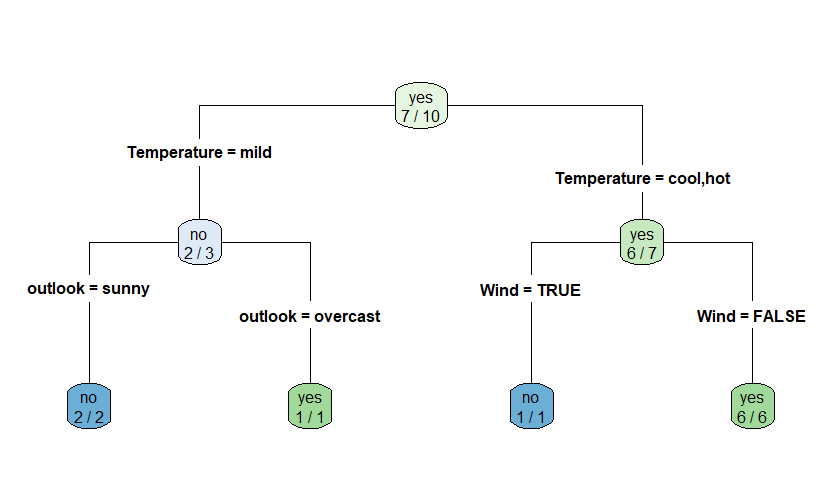 yes
7 / 10
Temperature = mild
Temperature = cool,hot
no
2 / 3
yes
6 / 7
outlook = sunny
Wind = TRUE
outlook = overcast
Wind = FALSE
no
2 / 2
yes
1 / 1
no
1 / 1
yes
6 / 6